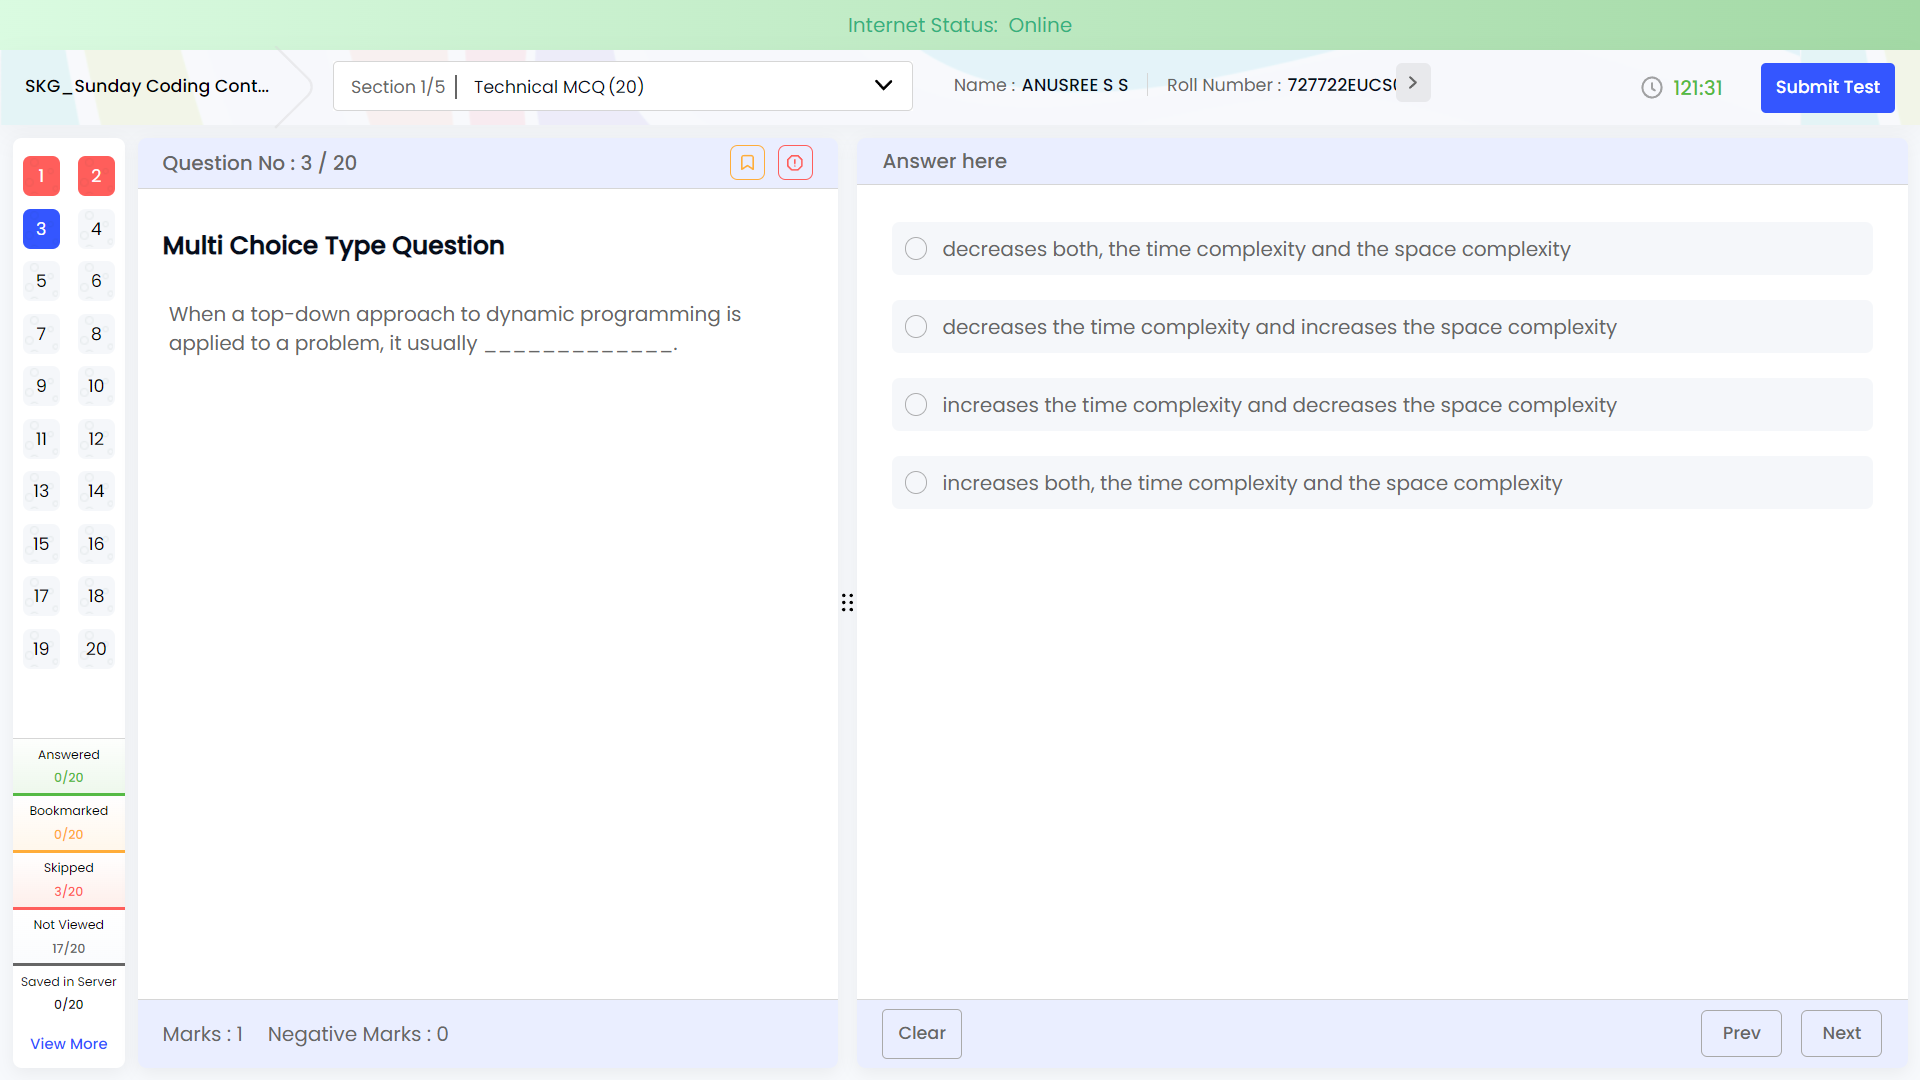 Internet Status: Online
SKG_Sunday Coding Cont...
Section 1/5 | Technical MCQ (20)
Name : ANUSREE S S
Roll Number : 727722EUCS
121:31
Submit Test
1 2
3 4
5 6
7 8
9 10
11 12
13 14
15 16
17 18
19 20
Answered
0/20
Bookmarked
0/20
Skipped
3/20
Not Viewed
17/20
Saved in Server
0/20
View More
Question No : 3 / 20
Multi Choice Type Question
When a top-down approach to dynamic programming is
applied to a problem, it usually _____________.
Marks : 1 Negative Marks : 0
Answer here
decreases both, the time complexity and the space complexity
decreases the time complexity and increases the space complexity
increases the time complexity and decreases the space complexity
increases both, the time complexity and the space complexity
Clear
Prev
Next